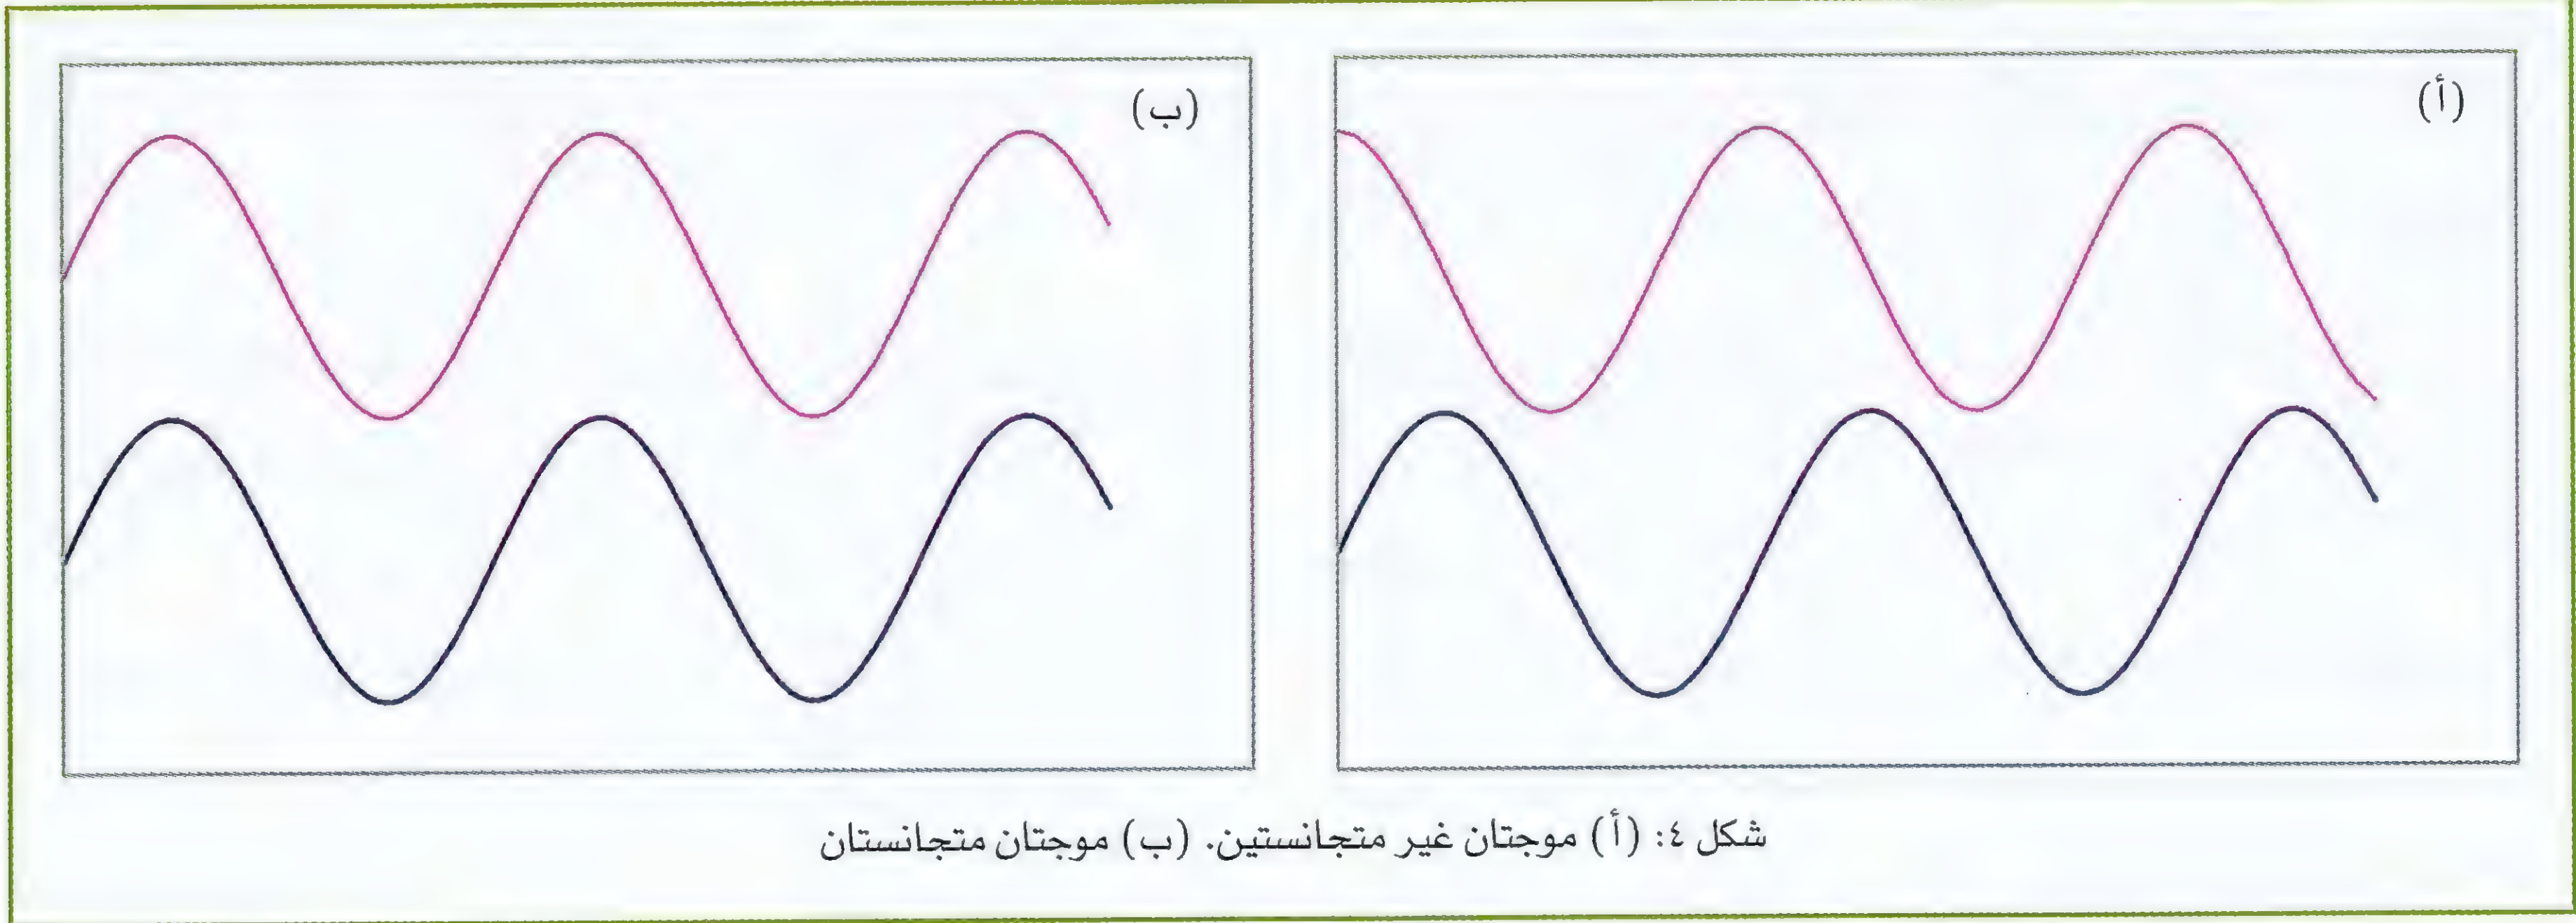 (أ)
(ب)
شكل ٤: (أ) موجتان غير متجانستين. (ب) موجتان متجانستان